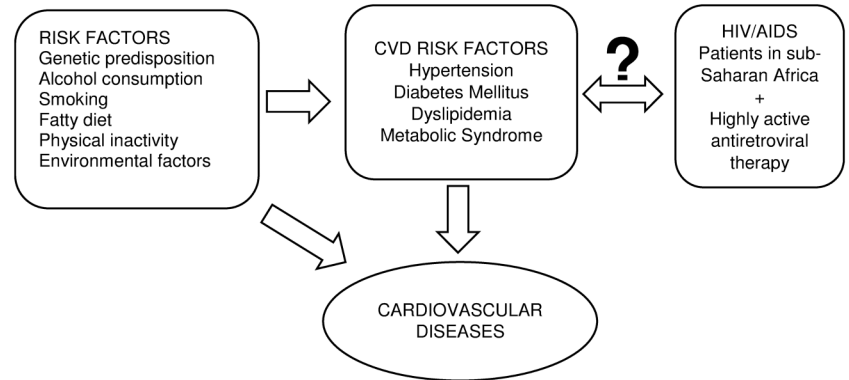 RISK FACTORS
Genetic predisposition
Alcohol consumption
Smoking
Fatty diet
Physical inactivity
Environmental factors
CVD RISK FACTORS
Hypertension
Diabetes Mellitus
Dyslipidemia
Metabolic Syndrome
?
HIV/AIDS
Patients in sub-
Saharan Africa
+
Highly active
antiretroviral
therapy
CARDIOVASCULAR
DISEASES